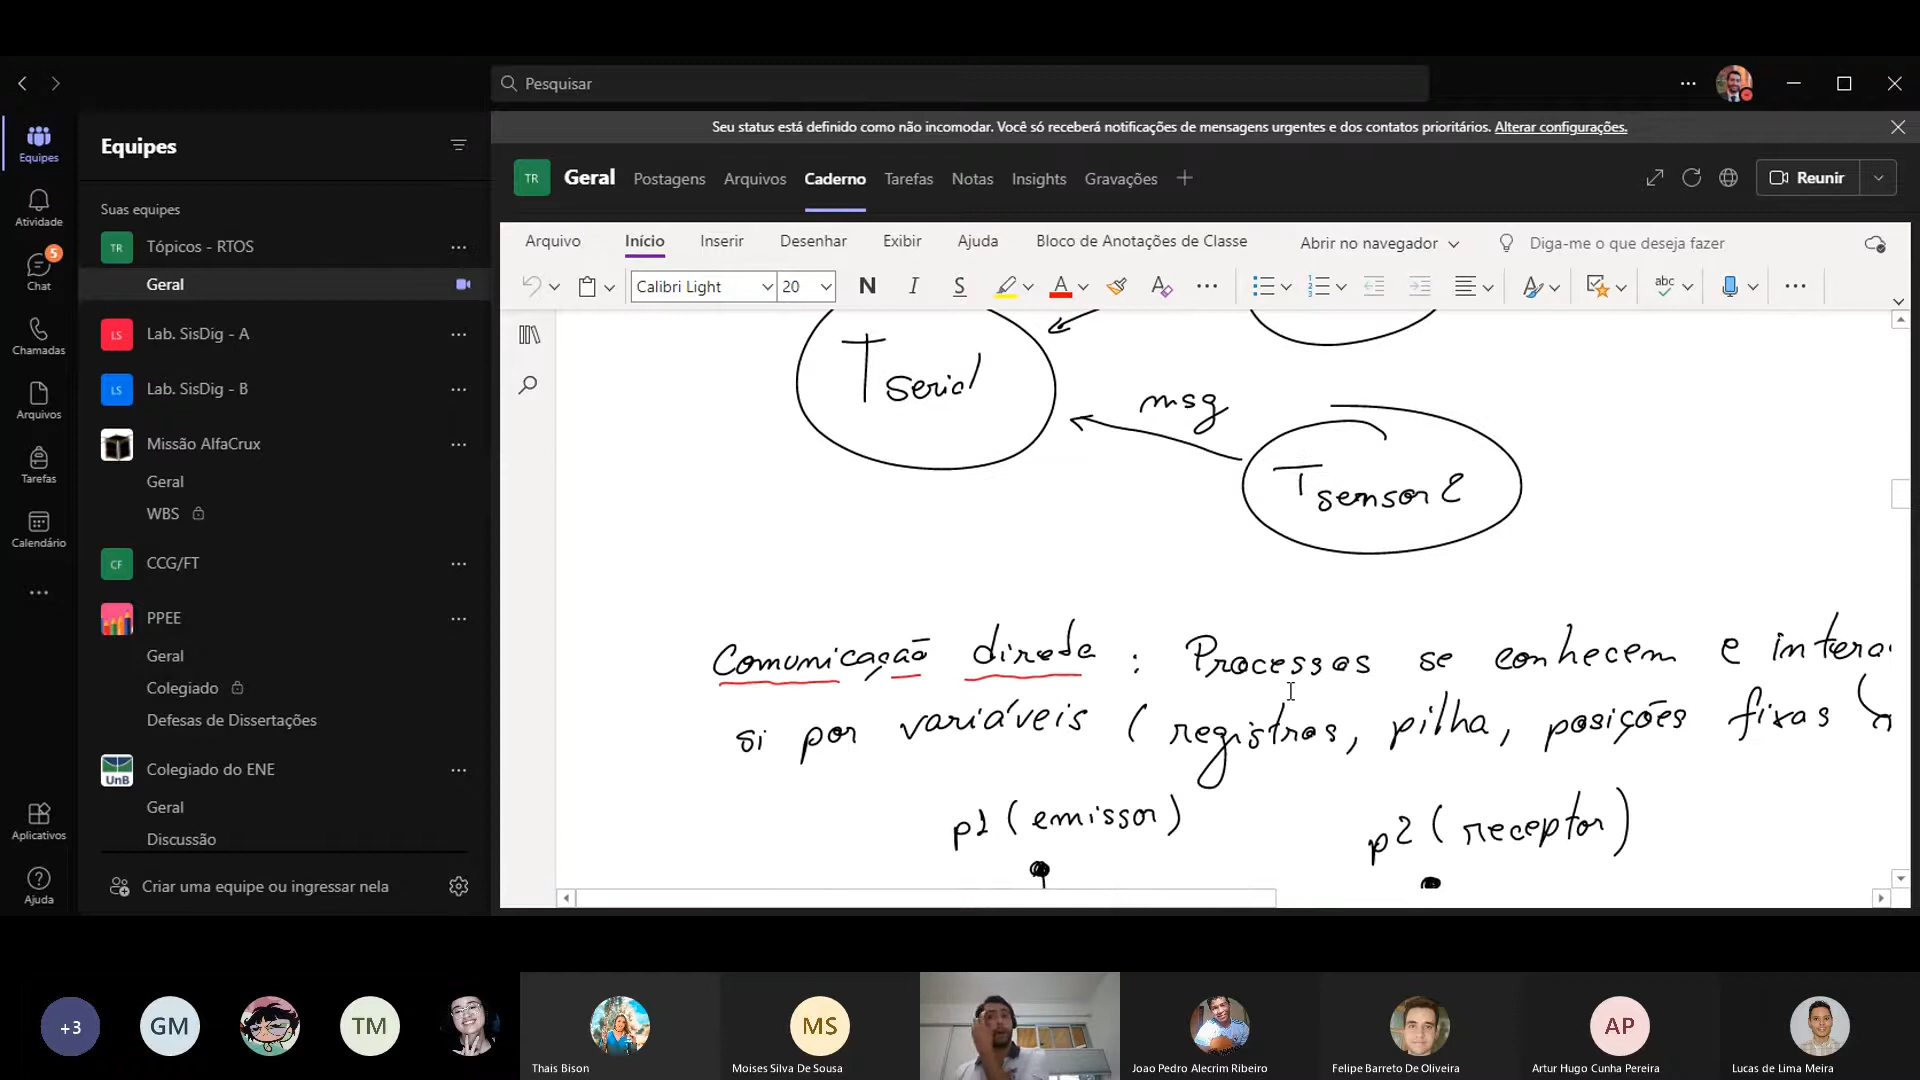 Pesquisar
Seu status está definido como não incomodar. Você só receberá notificações de mensagens urgentes e dos contatos prioritários. Alterar configurações.
Equipes
Atividade
5
Chat
Chamadas
Arquivos
Tarefas
Calendário
Aplicativos
Ajuda
Equipes
Suas equipes
TR Tópicos - RTOS
Geral
LS Lab. SisDig - A
LS Lab. SisDig - B
Missão AlfaCrux
Geral
WBS
CF CCG/FT
PPEE
Geral
Colegiado
Defesas de Dissertações
UnB Colegiado do ENE
Geral
Discussão
Criar uma equipe ou ingressar nela
TR Geral Postagens Arquivos Caderno Tarefas Notas Insights Gravações Reunir
Arquivo Início Inserir Desenhar Exibir Ajuda Bloco de Anotações de Classe Abrir no navegador Diga-me o que deseja fazer
Calibri Light 20 N I S A abc
T serial
msg
T sensor 2
Comunicação direta : Processos se conhecem e intera
si por variáveis ( registros, pilha, posições fixas
p1 ( emissor )
p2 ( receptor )
+3 GM TM MS AP
Thais Bison
Moises Silva De Sousa
Joao Pedro Alecrim Ribeiro
Felipe Barreto De Oliveira
Artur Hugo Cunha Pereira
Lucas de Lima Meira